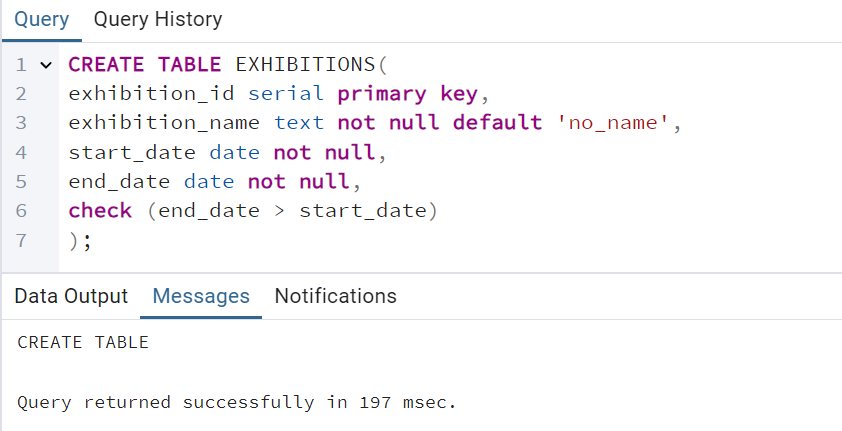 Query Query History
1 CREATE TABLE EXHIBITIONS(
2 exhibition_id serial primary key,
3 exhibition_name text not null default 'no_name',
4 start_date date not null,
5 end_date date not null,
6 check (end_date > start_date)
7 );
Data Output Messages Notifications
CREATE TABLE
Query returned successfully in 197 msec.